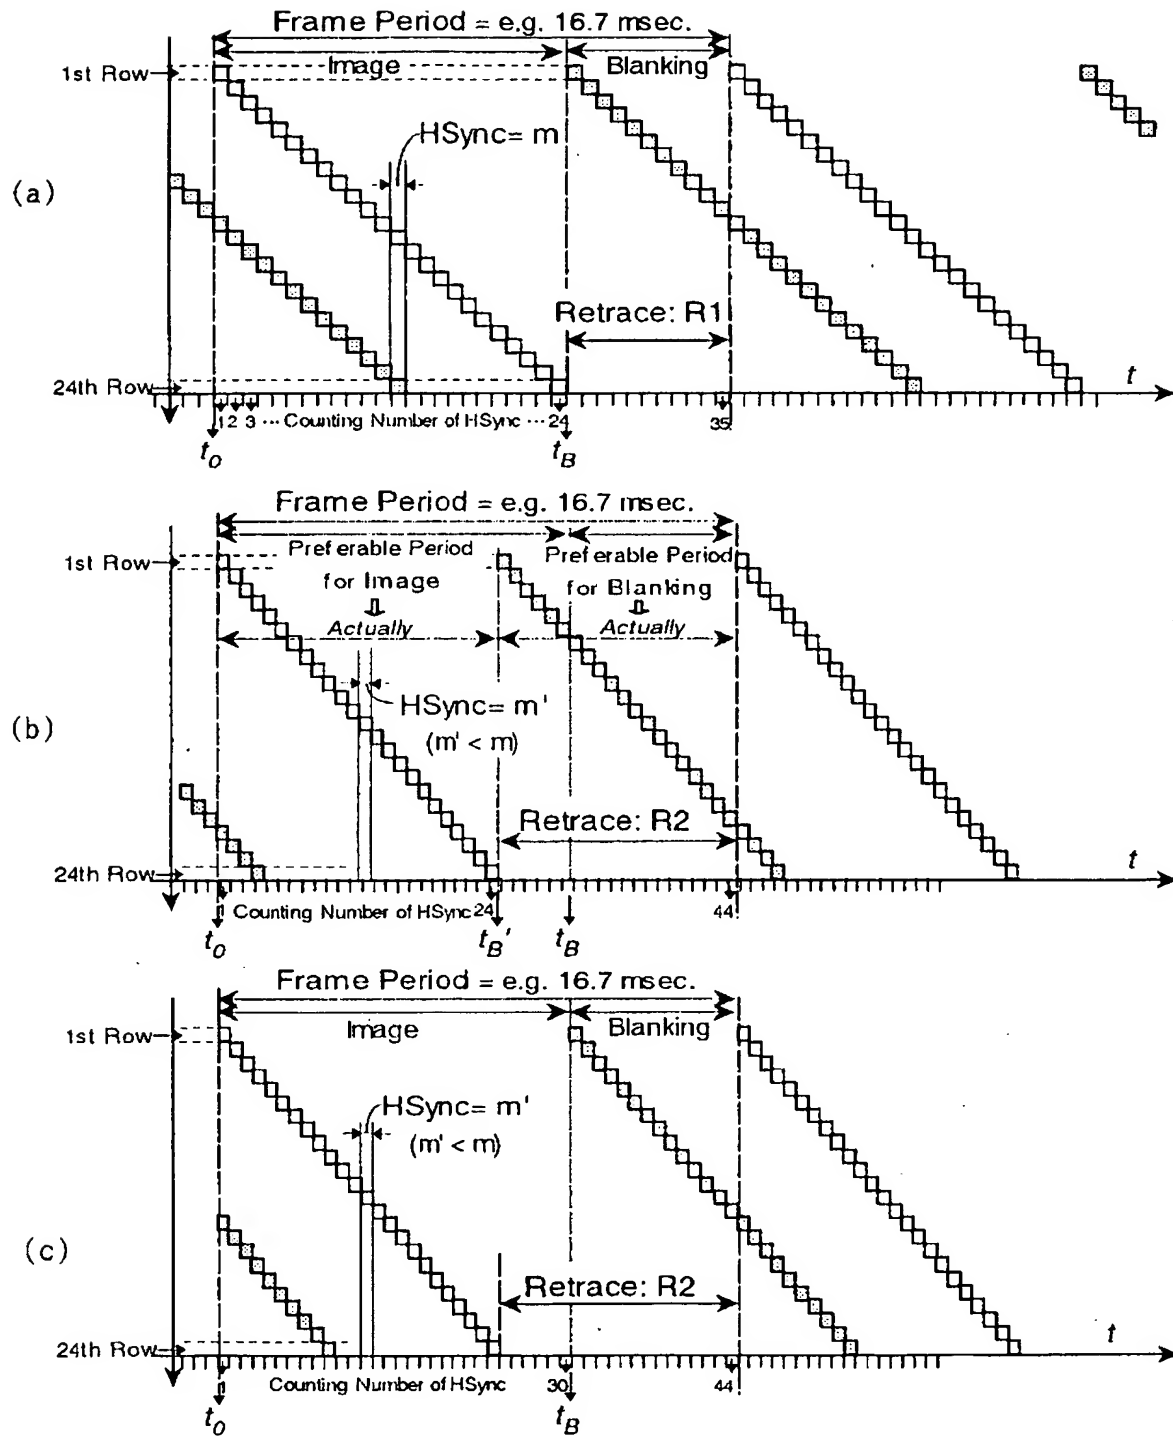 (a)
Frame Period = e.g. 16.7 msec.
Image
Blanking
1st Row
HSync= m
Retrace: R1
24th Row
t
1 2 3 ··· Counting Number of HSync ··· 24
35
t0
tB
(b)
Frame Period = e.g. 16.7 msec.
Preferable Period
for Image
Preferable Period
for Blanking
1st Row
Actually
Actually
HSync= m'
(m' < m)
Retrace: R2
24th Row
t
1 Counting Number of HSync 24
44
t0
tB'
tB
(c)
Frame Period = e.g. 16.7 msec.
Image
Blanking
1st Row
HSync= m'
(m' < m)
Retrace: R2
24th Row
t
1 Counting Number of HSync 30
44
t0
tB